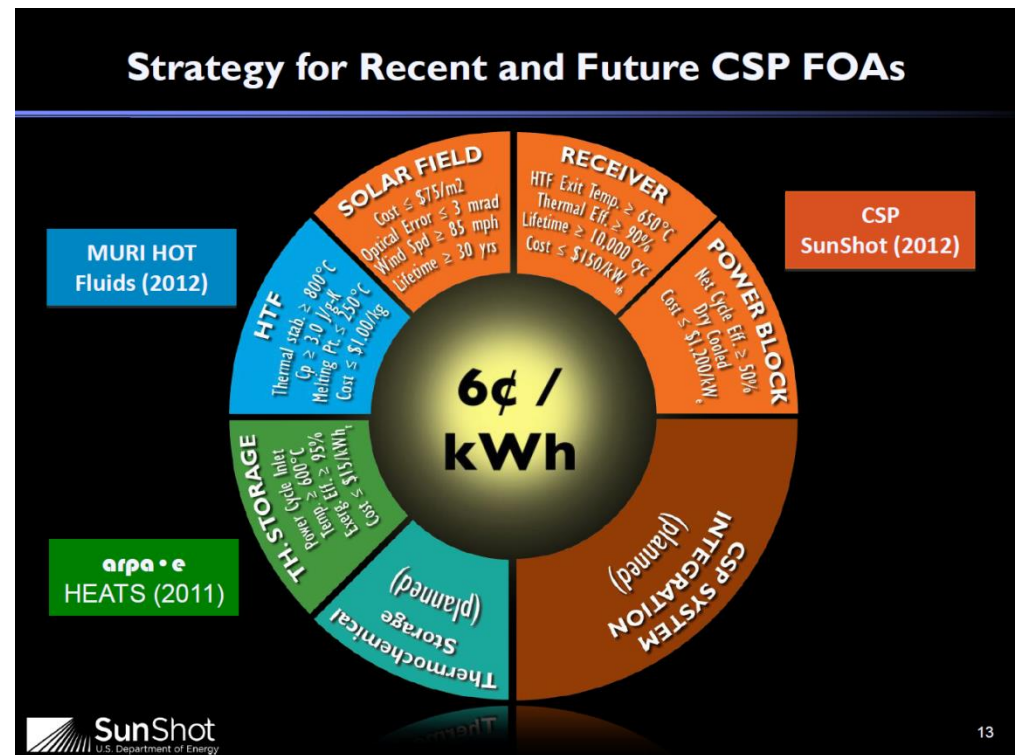 Strategy for Recent and Future CSP FOAs
MURI HOT
Fluids (2012)
CSP
SunShot (2012)
arpa•e
HEATS (2011)
SOLAR FIELD
Cost ≤ $75/m2
Optical Error ≤ 3 mrad
Wind Spd ≥ 85 mph
Lifetime ≥ 30 yrs
RECEIVER
HTF Exit Temp. ≥ 650°C
Thermal Eff. ≥ 90%
Lifetime ≥ 10,000 cyc
Cost ≤ $150/kWth
POWER BLOCK
Net Cycle Eff. ≥ 50%
Dry Cooled
Cost ≤ $1,200/kWe
CSP SYSTEM
INTEGRATION
(planned)
Thermochemical
Storage
(planned)
TH. STORAGE
Power Cycle Inlet
Temp. ≥ 600°C
Exerg. Eff. ≥ 95%
Cost ≤ $15/kWht
HTF
Thermal stab. ≥ 800°C
Cp ≥ 3.0 J/g-K
Melting Pt. ≤ 250°C
Cost ≤ $1.00/kg
6¢ /
kWh
SunShot
U.S. Department of Energy
13